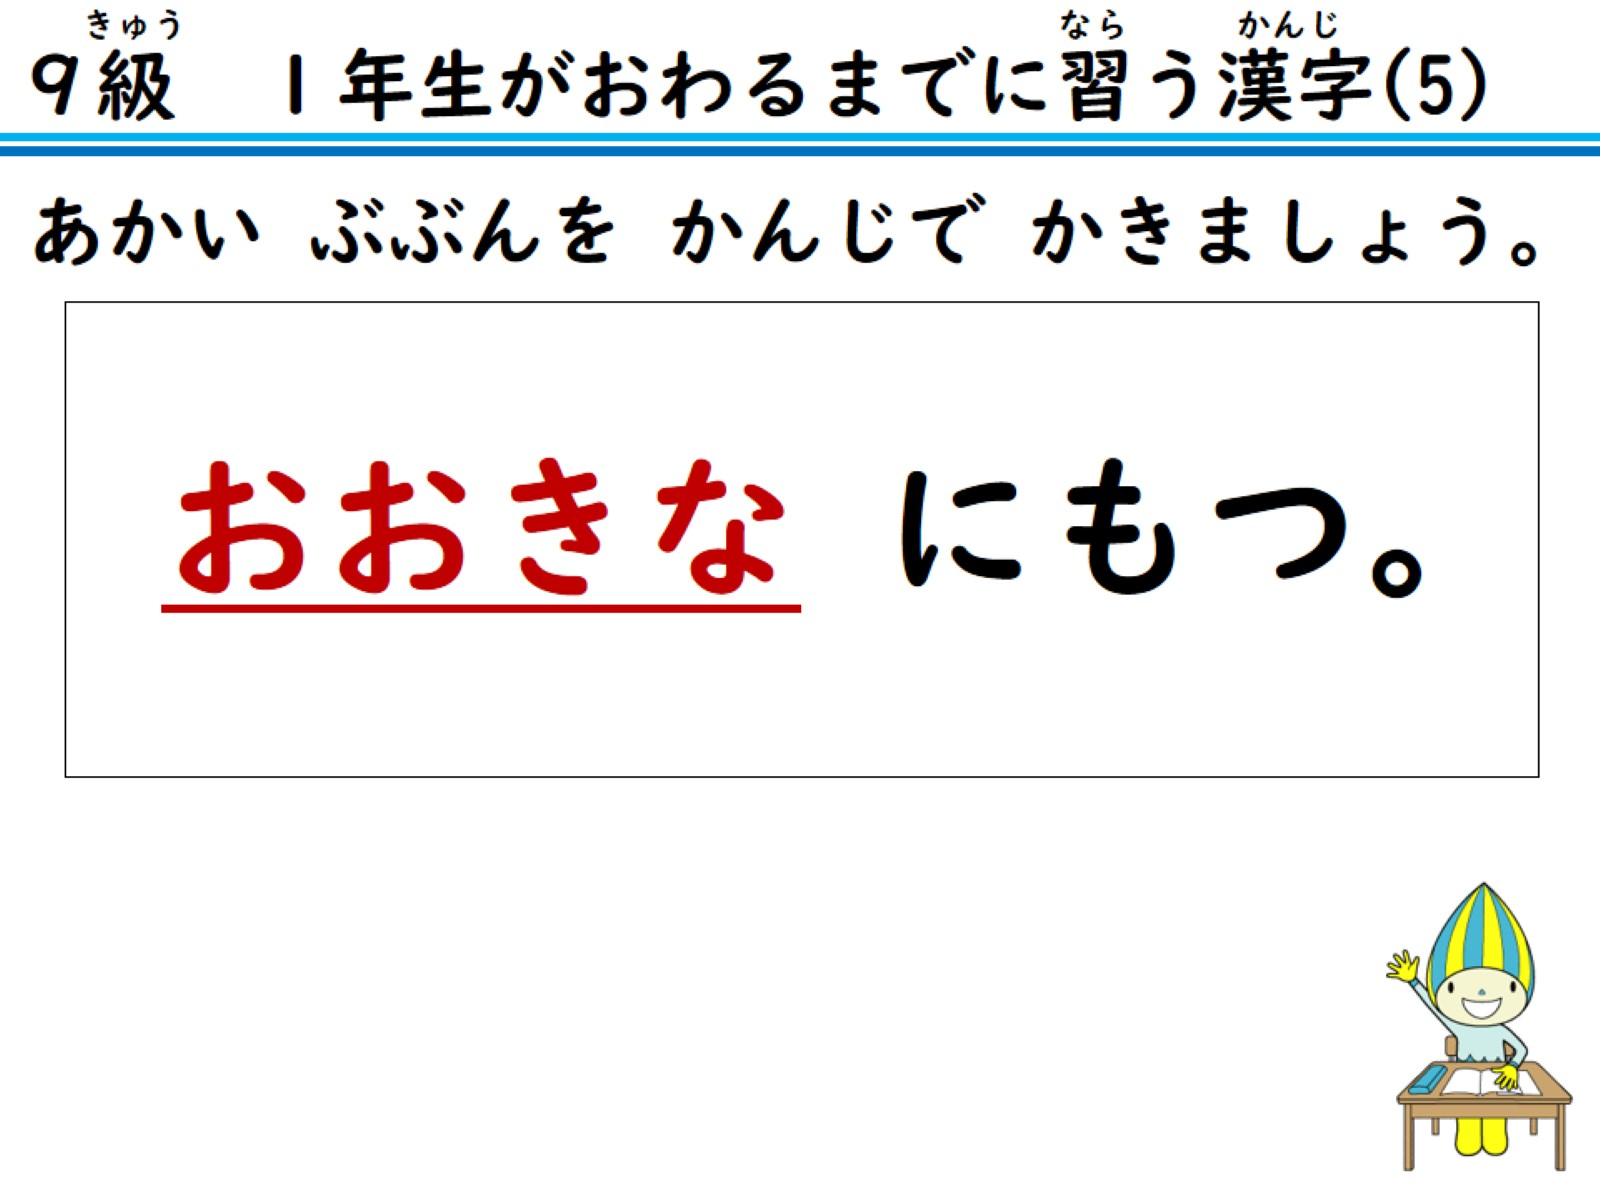 きゅう なら かんじ
9級 1年生がおわるまでに習う漢字(5)
あかい ぶぶんを かんじで かきましょう。
おおきな にもつ。